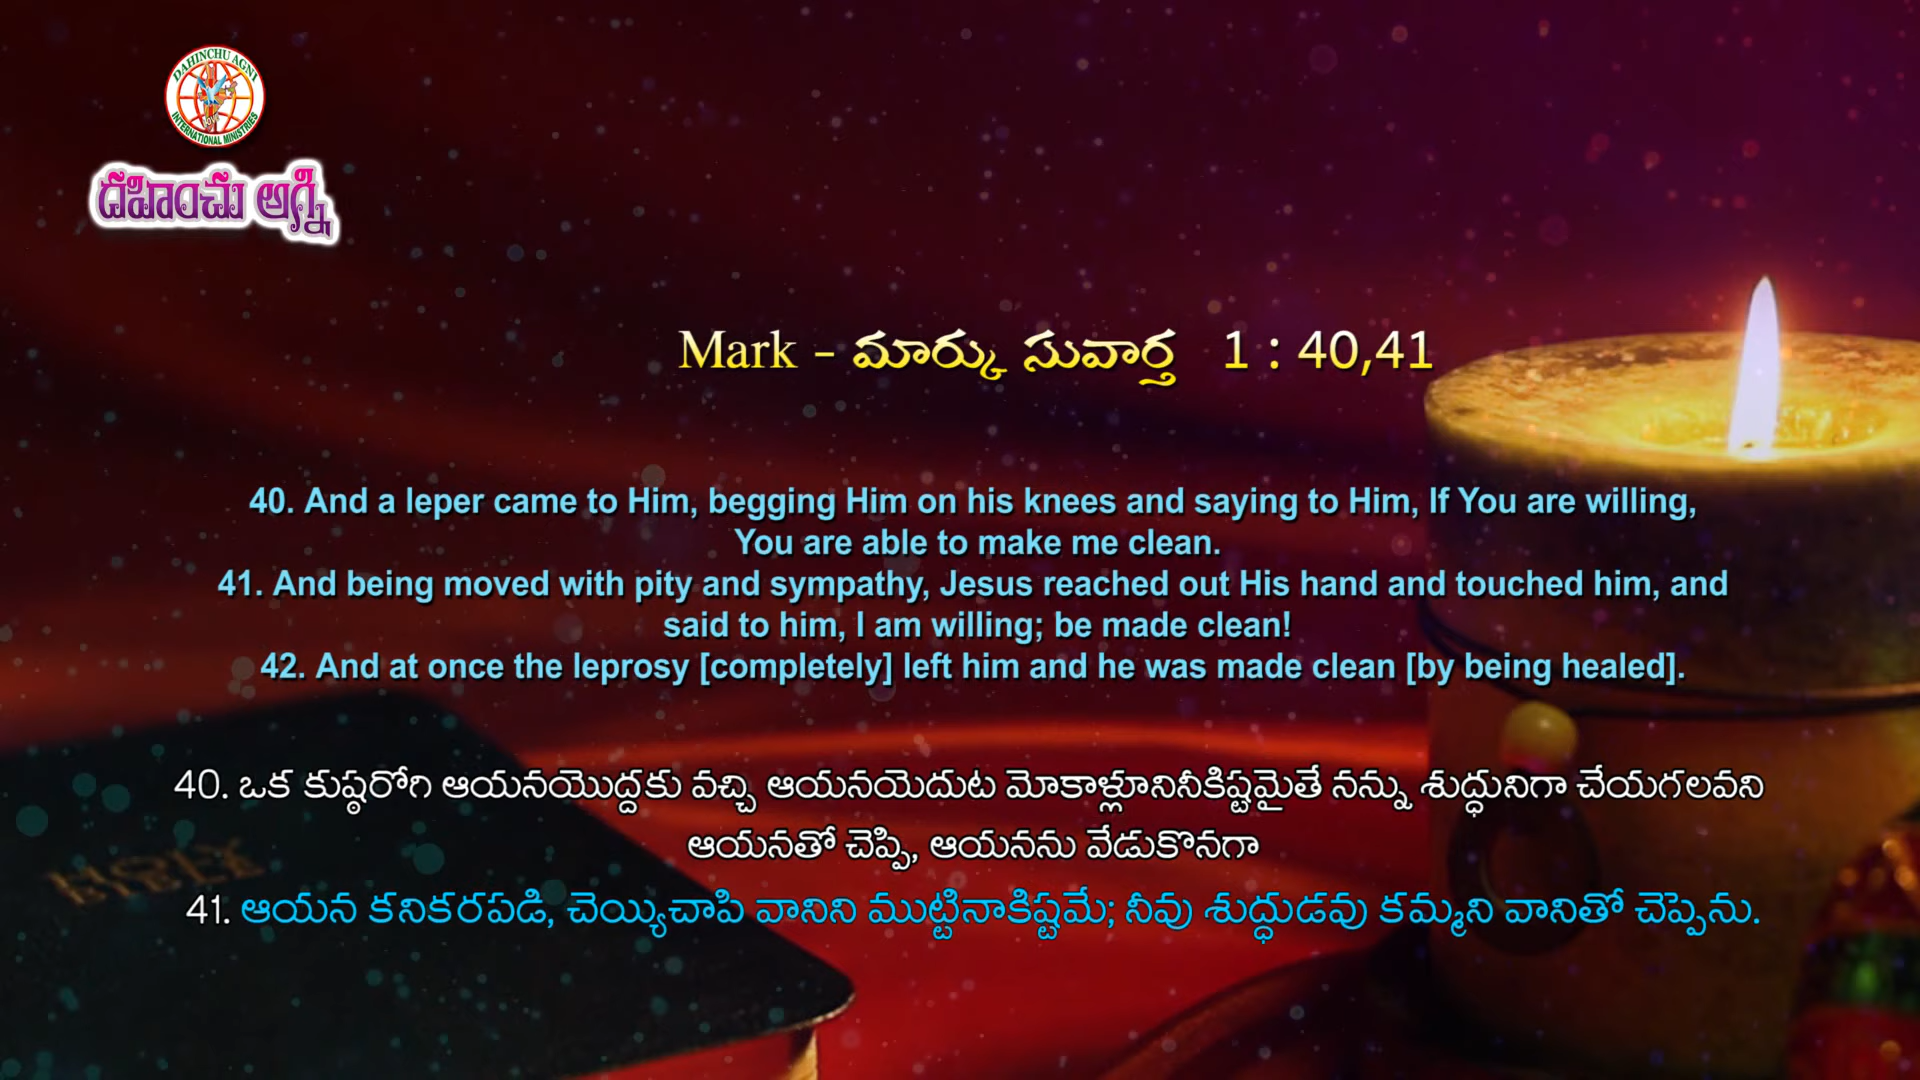 DAHINCHU AGNI
INTERNATIONAL MINISTRIES
దహించు అగ్ని
Mark - మార్కు సువార్త 1 : 40,41
40. And a leper came to Him, begging Him on his knees and saying to Him, If You are willing,
You are able to make me clean.
41. And being moved with pity and sympathy, Jesus reached out His hand and touched him, and
said to him, I am willing; be made clean!
42. And at once the leprosy [completely] left him and he was made clean [by being healed].
40. ఒక కుష్ఠరోగి ఆయనయొద్దకు వచ్చి ఆయనయెదుట మోకాళ్లూనినీకిష్టమైతే నన్ను శుద్ధునిగా చేయగలవని
ఆయనతో చెప్పి, ఆయనను వేడుకొనగా
41. ఆయన కనికరపడి, చెయ్యిచాపి వానిని ముట్టినాకిష్టమే; నీవు శుద్ధుడవు కమ్మని వానితో చెప్పెను.
HOLY
BIBLE